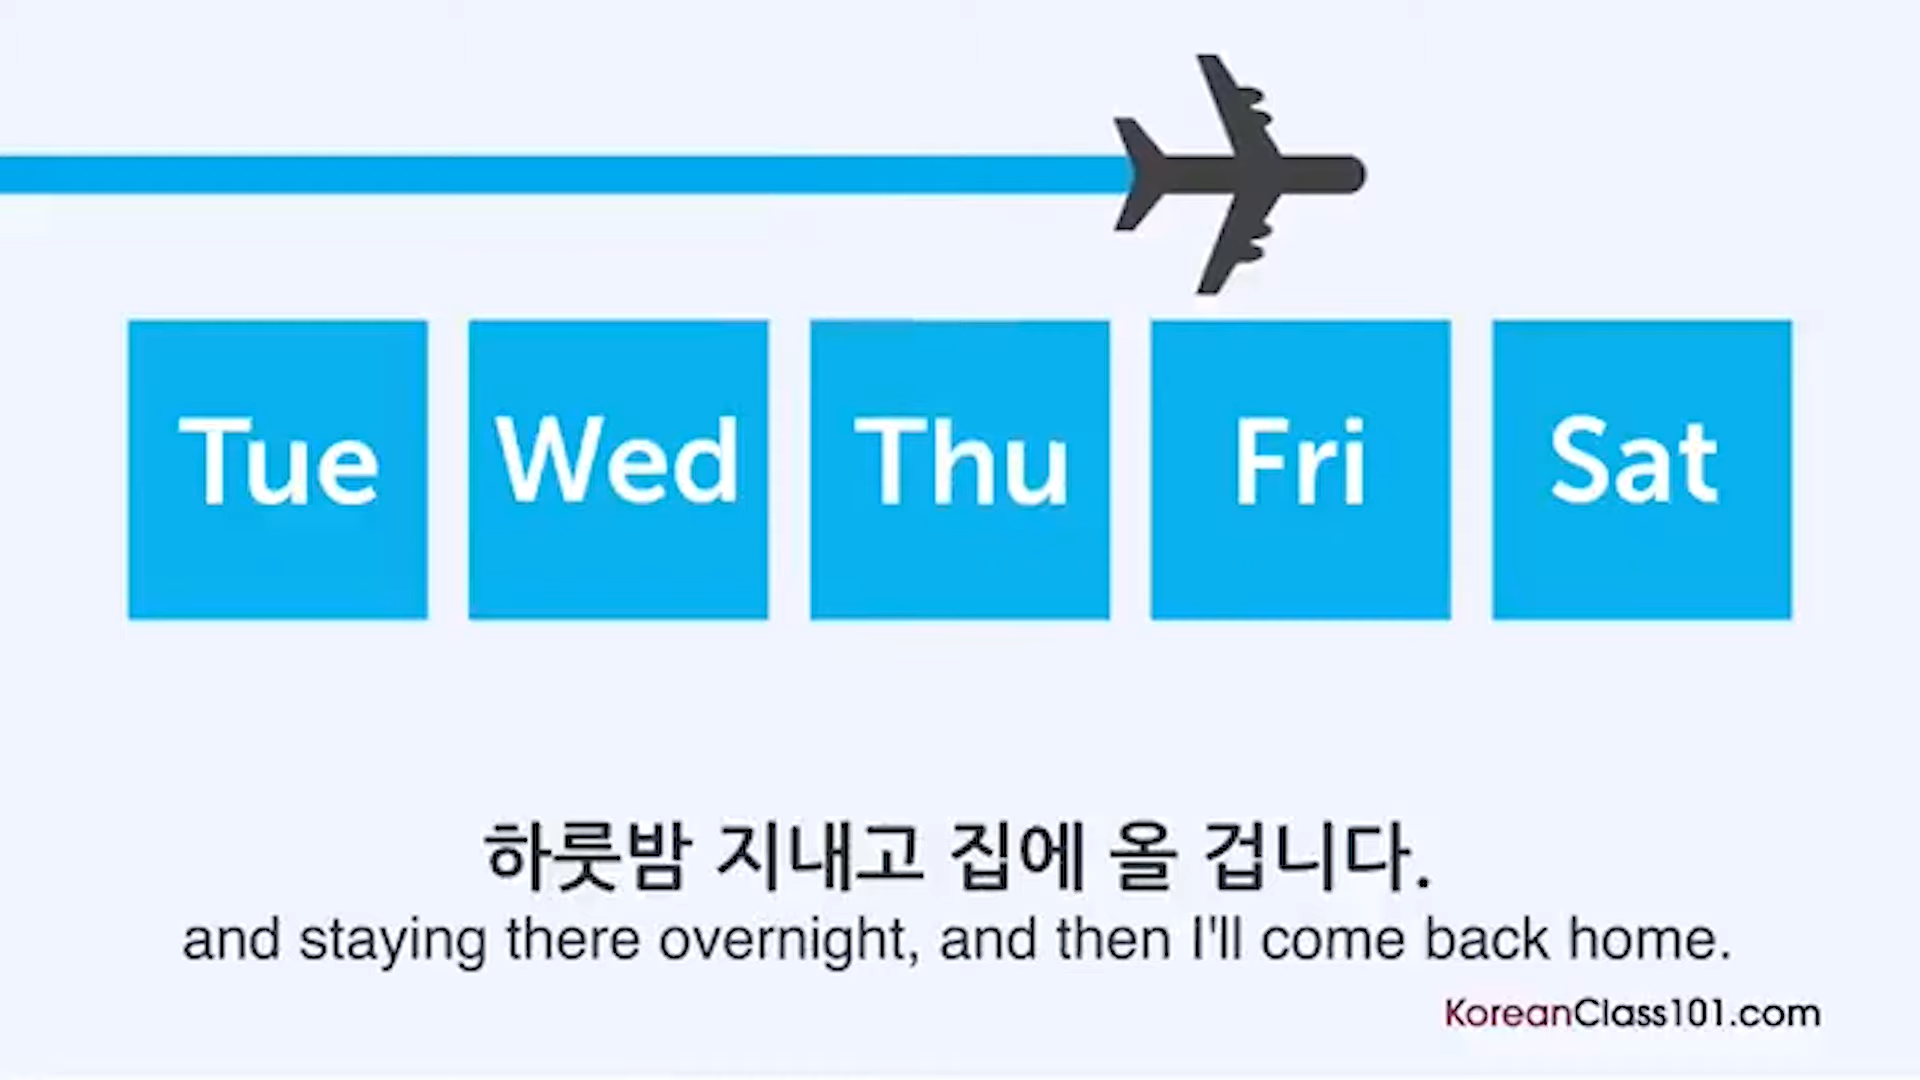 Tue Wed Thu Fri Sat
하룻밤 지내고 집에 올 겁니다.
and staying there overnight, and then I'll come back home.
KoreanClass101.com